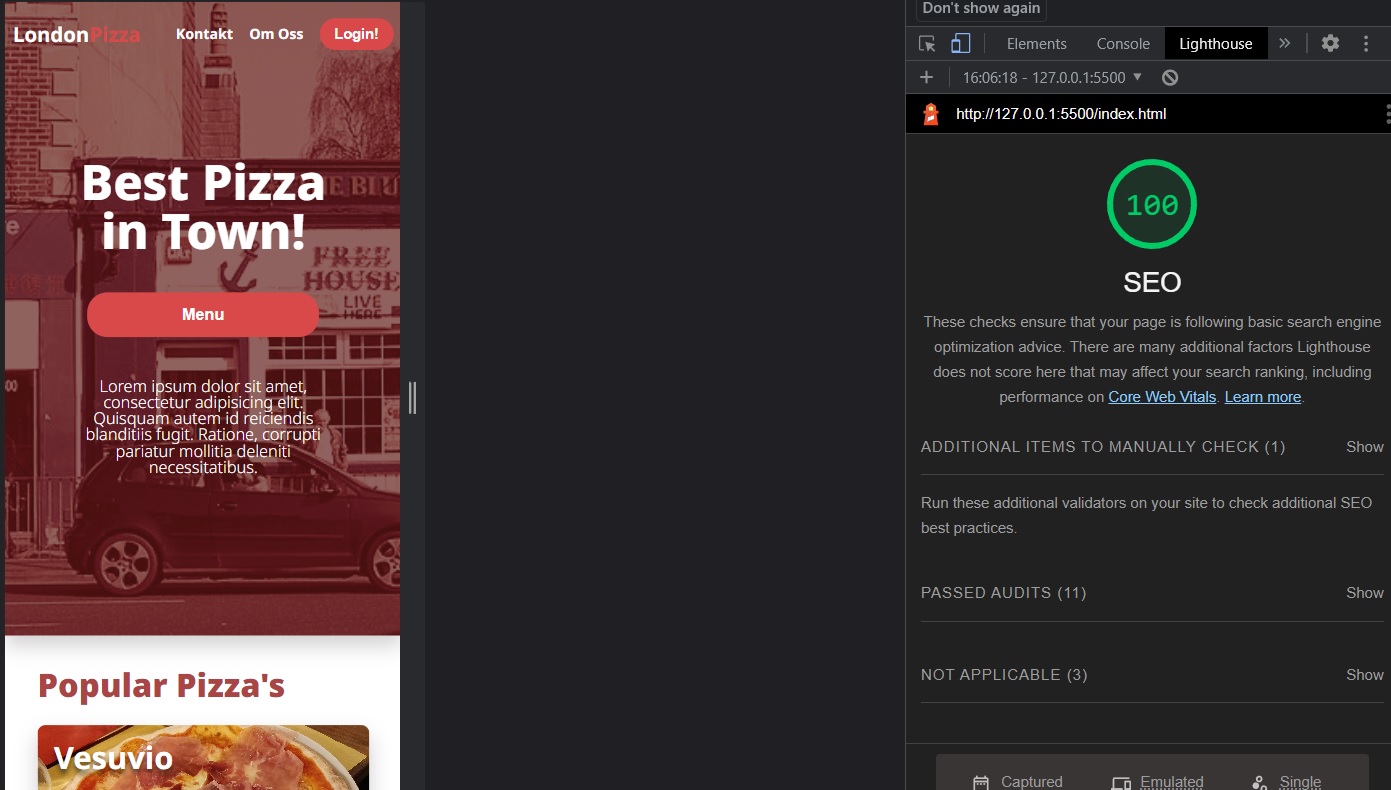 LondonPizza
Kontakt
Om Oss
Login!
Best Pizza
in Town!
Menu
Lorem ipsum dolor sit amet,
consectetur adipisicing elit.
Quisquam autem id reiciendis
blanditiis fugit. Ratione, corrupti
pariatur mollitia deleniti
necessitatibus.
FREE
HOUSE
LIVE
HERE
Popular Pizza's
Vesuvio
Don't show again
Elements
Console
Lighthouse
16:06:18 - 127.0.0.1:5500
http://127.0.0.1:5500/index.html
100
SEO
These checks ensure that your page is following basic search engine
optimization advice. There are many additional factors Lighthouse
does not score here that may affect your search ranking, including
performance on Core Web Vitals. Learn more.
ADDITIONAL ITEMS TO MANUALLY CHECK (1)
Show
Run these additional validators on your site to check additional SEO
best practices.
PASSED AUDITS (11)
Show
NOT APPLICABLE (3)
Show
Captured
Emulated
Single